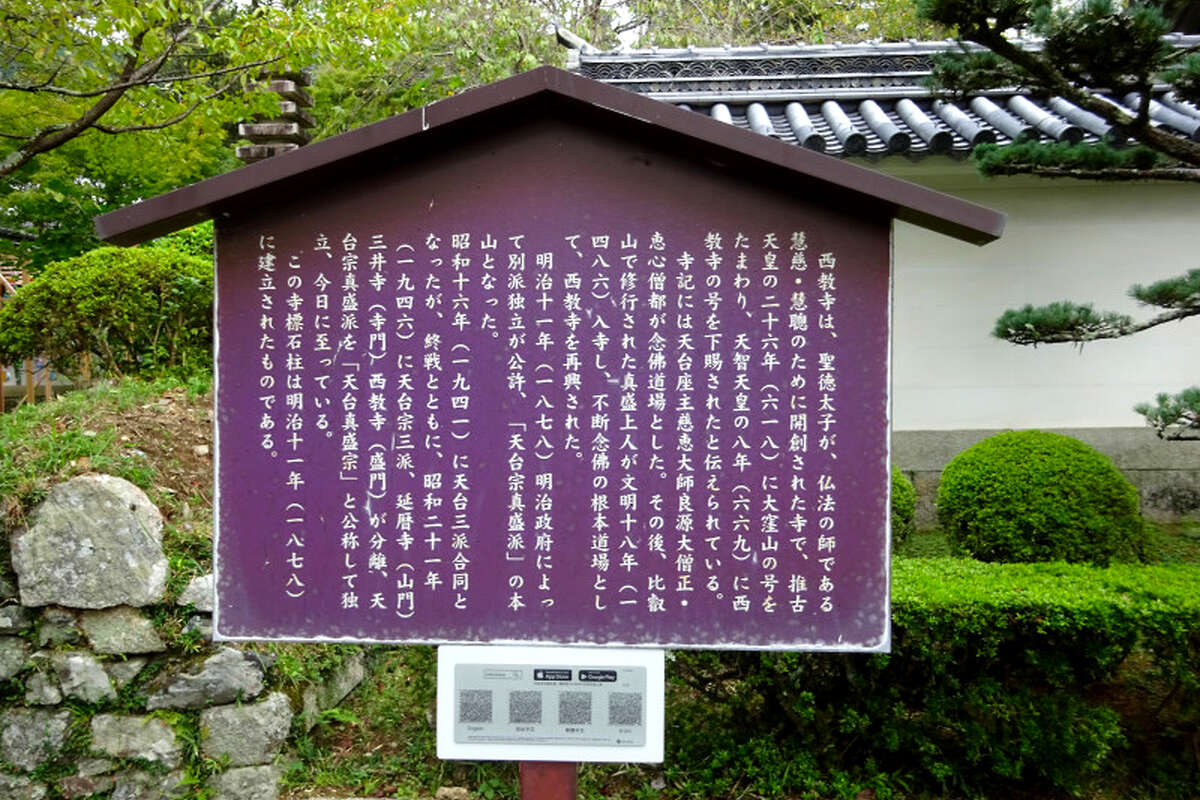 西教寺は、聖徳太子が、仏法の師である
慧慈・慧聰のために開創された寺で、推古
天皇の二十六年（六一八）に大窪山の号を
たまわり、天智天皇の八年（六六九）に西
教寺の号を下賜されたと伝えられている。
寺記には天台座主慈恵大師良源大僧正・
恵心僧都が念佛道場とした。その後、比叡
山で修行された真盛上人が文明十八年（一
四八六）入寺し、不断念佛の根本道場とし
て、西教寺を再興された。
明治十一年（一八七八）明治政府によっ
て別派独立が公許、「天台宗真盛派」の本
山となった。
昭和十六年（一九四一）に天台三派合同と
なったが、終戦とともに、昭和二十一年
（一九四六）に天台宗三派、延暦寺（山門）
三井寺（寺門）西教寺（盛門）が分離、天
台宗真盛派を「天台真盛宗」と公称して独
立、今日に至っている。
この寺標石柱は明治十一年（一八七八）
に建立されたものである。
App Store
Google Play
English